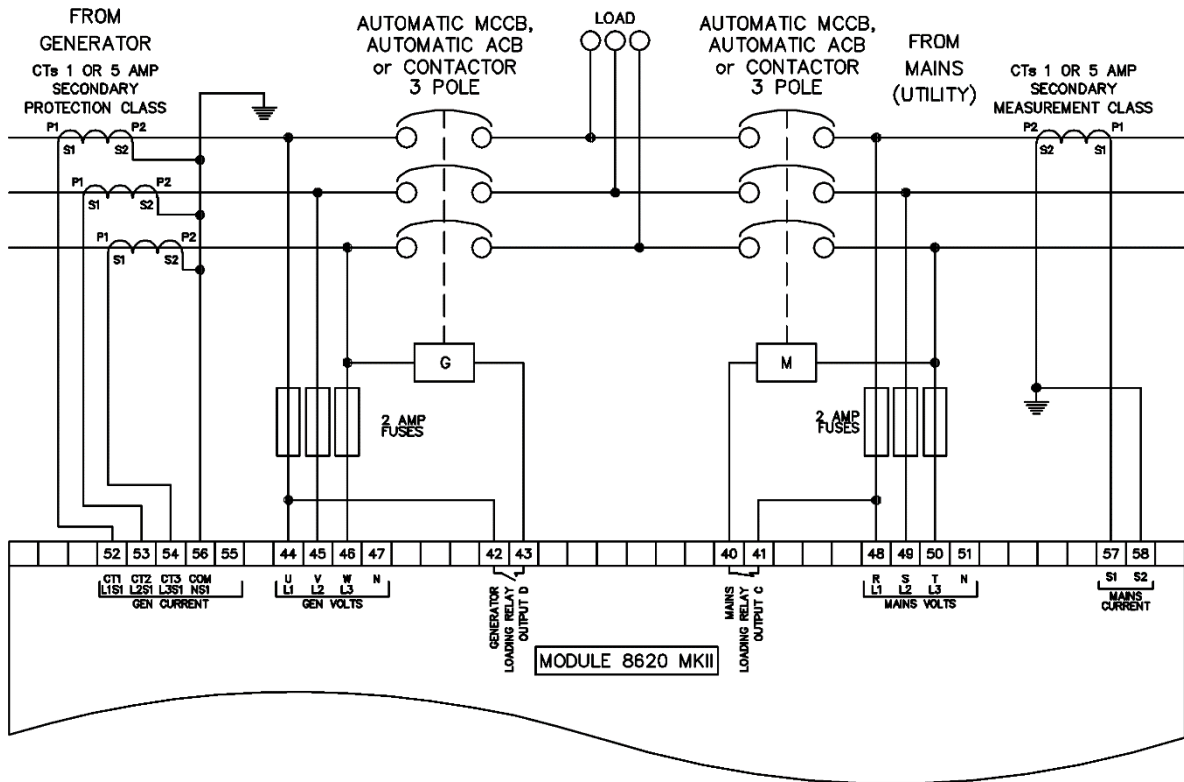 FROM
GENERATOR
CTs 1 OR 5 AMP
SECONDARY
PROTECTION CLASS
AUTOMATIC MCCB,
AUTOMATIC ACB
or CONTACTOR
3 POLE
LOAD
AUTOMATIC MCCB,
AUTOMATIC ACB
or CONTACTOR
3 POLE
FROM
MAINS
(UTILITY)
CTs 1 OR 5 AMP
SECONDARY
MEASUREMENT CLASS
P1 P2
S1 S2
P1 P2
S1 S2
P1 P2
S1 S2
P2 P1
S2 S1
G
M
2 AMP
FUSES
2 AMP
FUSES
52 53 54 56 55 44 45 46 47 42 43 40 41 48 49 50 51 57 58
CT1 CT2 CT3 COM
L1S1 L2S1 L3S1 NS1
GEN CURRENT
U V W N
L1 L2 L3
GEN VOLTS
GENERATOR
LOADING RELAY
OUTPUT D
MAINS
LOADING RELAY
OUTPUT C
R S T N
L1 L2 L3
MAINS VOLTS
S1 S2
MAINS
CURRENT
MODULE 8620 MKII